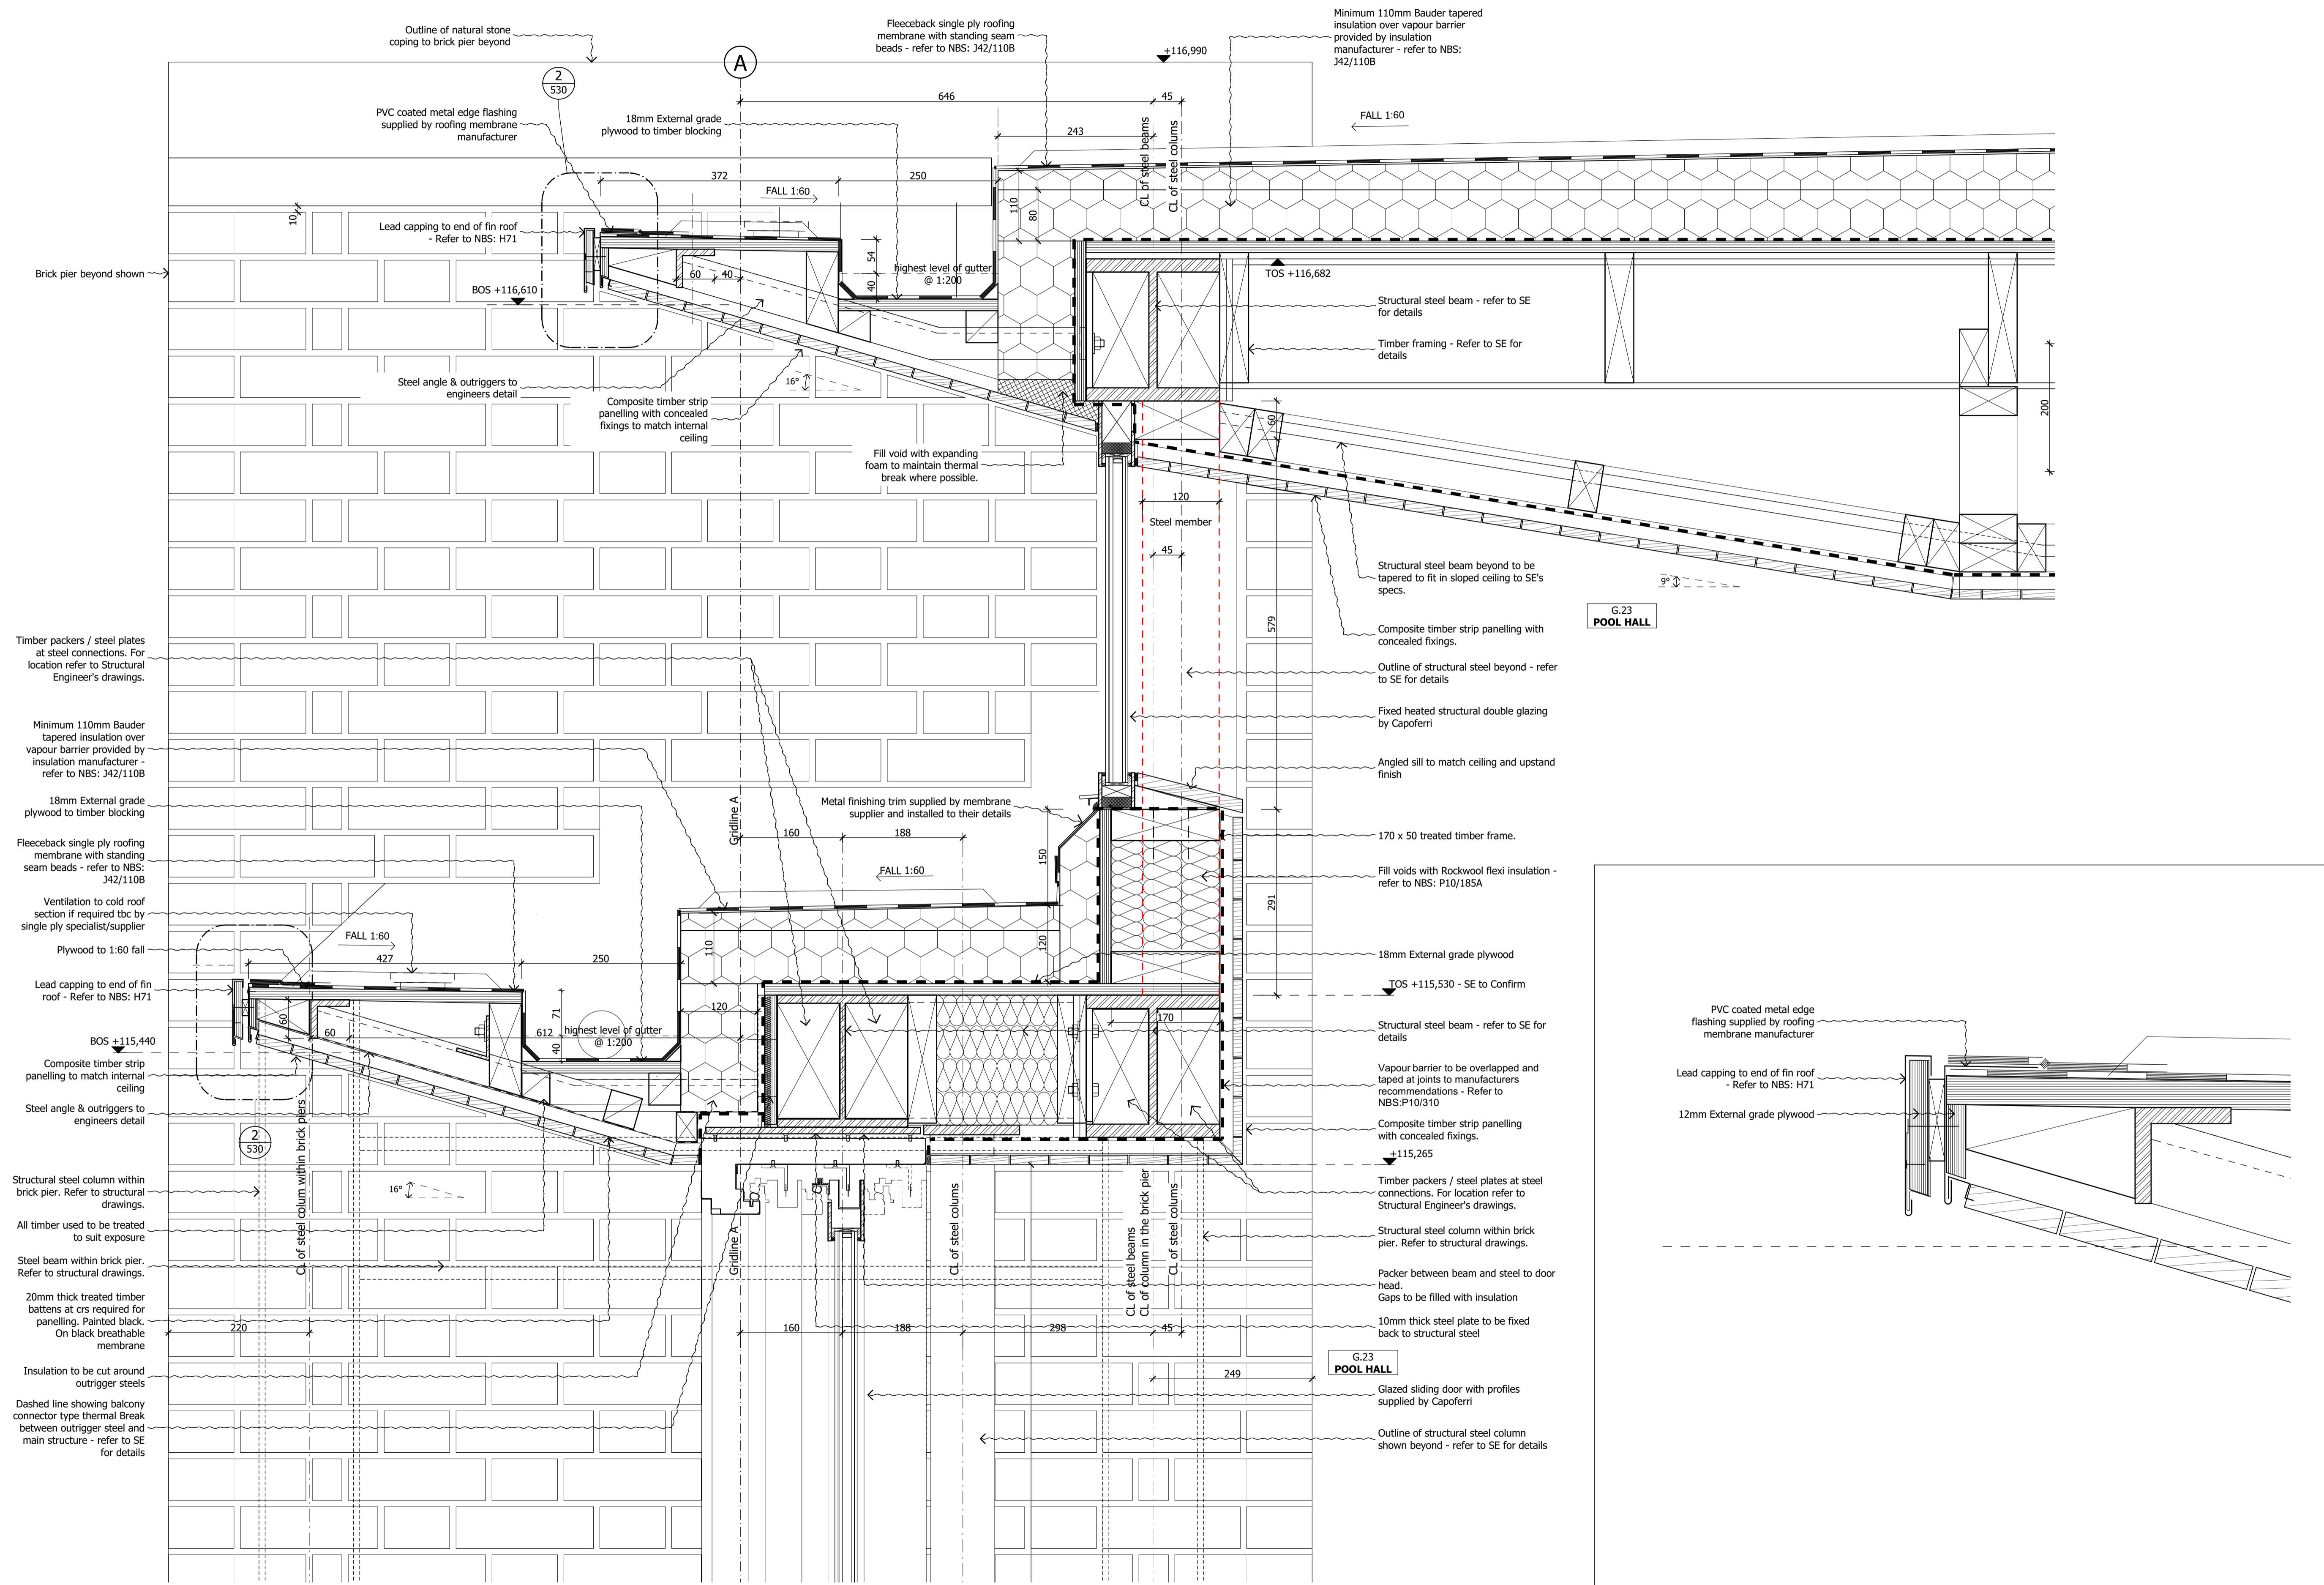 Outline of natural stone
coping to brick pier beyond
2
530
A
Fleeceback single ply roofing
membrane with standing seam
beads - refer to NBS: J42/110B
+116,990
Minimum 110mm Bauder tapered
insulation over vapour barrier
provided by insulation
manufacturer - refer to NBS:
J42/110B
PVC coated metal edge flashing
supplied by roofing membrane
manufacturer
18mm External grade
plywood to timber blocking
646
45
243
CL of steel beams
CL of steel colums
FALL 1:60
372
FALL 1:60
250
10
110
80
Lead capping to end of fin roof
- Refer to NBS: H71
Brick pier beyond shown
BOS +116,610
60
40
54
40
highest level of gutter
@ 1:200
TOS +116,682
Structural steel beam - refer to SE
for details
Timber framing - Refer to SE for
details
Steel angle & outriggers to
engineers detail
16°
Composite timber strip
panelling with concealed
fixings to match internal
ceiling
Fill void with expanding
foam to maintain thermal
break where possible.
60
200
120
Steel member
45
Structural steel beam beyond to be
tapered to fit in sloped ceiling to SE's
specs.
9°
G.23
POOL HALL
579
Composite timber strip panelling with
concealed fixings.
Outline of structural steel beyond - refer
to SE for details
Fixed heated structural double glazing
by Capoferri
Angled sill to match ceiling and upstand
finish
Timber packers / steel plates
at steel connections. For
location refer to Structural
Engineer's drawings.
Minimum 110mm Bauder
tapered insulation over
vapour barrier provided by
insulation manufacturer -
refer to NBS: J42/110B
18mm External grade
plywood to timber blocking
Fleeceback single ply roofing
membrane with standing
seam beads - refer to NBS:
J42/110B
Ventilation to cold roof
section if required tbc by
single ply specialist/supplier
Plywood to 1:60 fall
Lead capping to end of fin
roof - Refer to NBS: H71
BOS +115,440
Composite timber strip
panelling to match internal
ceiling
Steel angle & outriggers to
engineers detail
Structural steel column within
brick pier. Refer to structural
drawings.
All timber used to be treated
to suit exposure
Steel beam within brick pier.
Refer to structural drawings.
20mm thick treated timber
battens at crs required for
panelling. Painted black.
On black breathable
membrane
Insulation to be cut around
outrigger steels
Dashed line showing balcony
connector type thermal Break
between outrigger steel and
main structure - refer to SE
for details
Gridline A
Metal finishing trim supplied by membrane
supplier and installed to their details
160
188
150
FALL 1:60
FALL 1:60
427
250
110
120
120
291
60
60
71
40
612
highest level of gutter
@ 1:200
170
2
530
16°
CL of steel colum within brick piers
220
Gridline A
CL of steel colums
CL of steel beams
CL of column in the brick pier
CL of steel colums
160
188
298
45
249
170 x 50 treated timber frame.
Fill voids with Rockwool flexi insulation -
refer to NBS: P10/185A
18mm External grade plywood
TOS +115,530 - SE to Confirm
Structural steel beam - refer to SE for
details
Vapour barrier to be overlapped and
taped at joints to manufacturers
recommendations - Refer to
NBS:P10/310
Composite timber strip panelling
with concealed fixings.
+115,265
Timber packers / steel plates at steel
connections. For location refer to
Structural Engineer's drawings.
Structural steel column within brick
pier. Refer to structural drawings.
Packer between beam and steel to door
head.
Gaps to be filled with insulation
10mm thick steel plate to be fixed
back to structural steel
G.23
POOL HALL
Glazed sliding door with profiles
supplied by Capoferri
Outline of structural steel column
shown beyond - refer to SE for details
PVC coated metal edge
flashing supplied by roofing
membrane manufacturer
Lead capping to end of fin roof
- Refer to NBS: H71
12mm External grade plywood